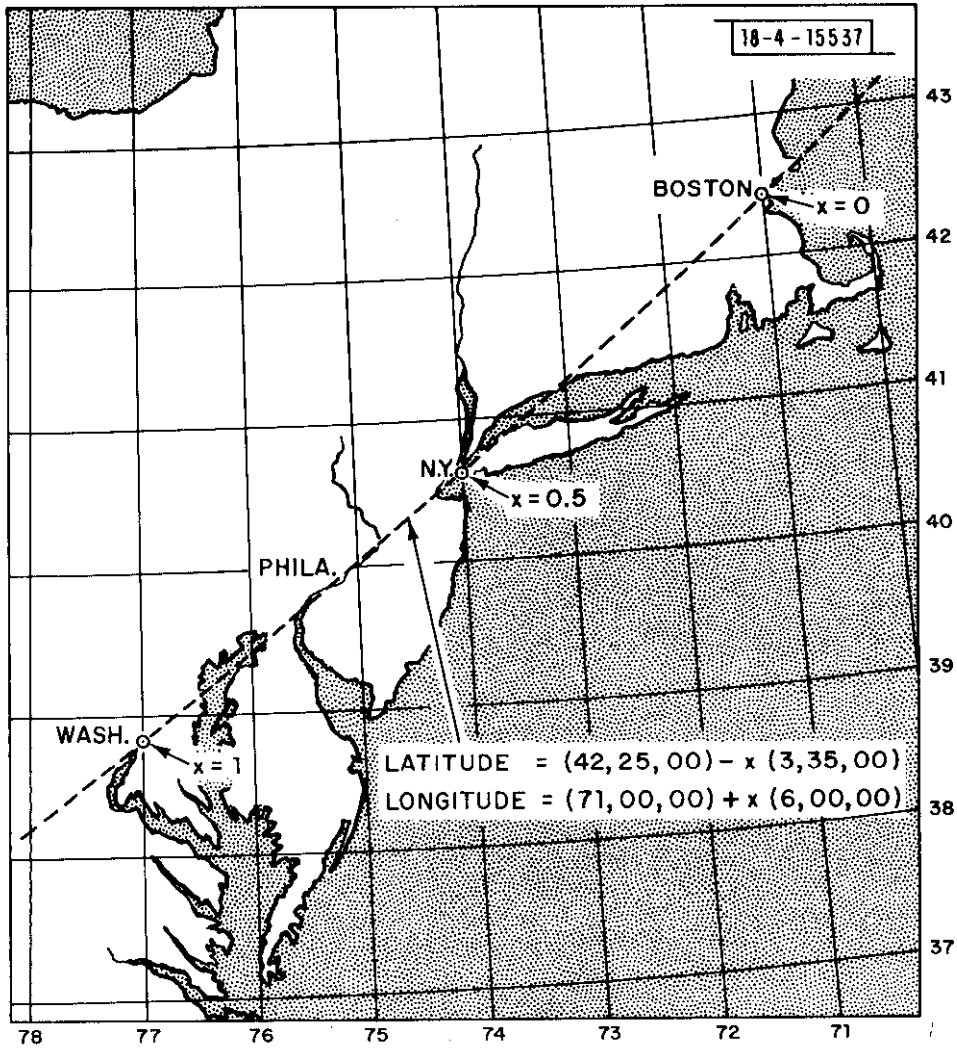 18-4-15537
43
BOSTON
x = 0
42
41
N.Y.
x = 0.5
40
PHILA.
39
WASH.
x = 1
LATITUDE = (42,25,00) - x (3,35,00)
LONGITUDE = (71,00,00) + x (6,00,00)
38
37
78 77 76 75 74 73 72 71